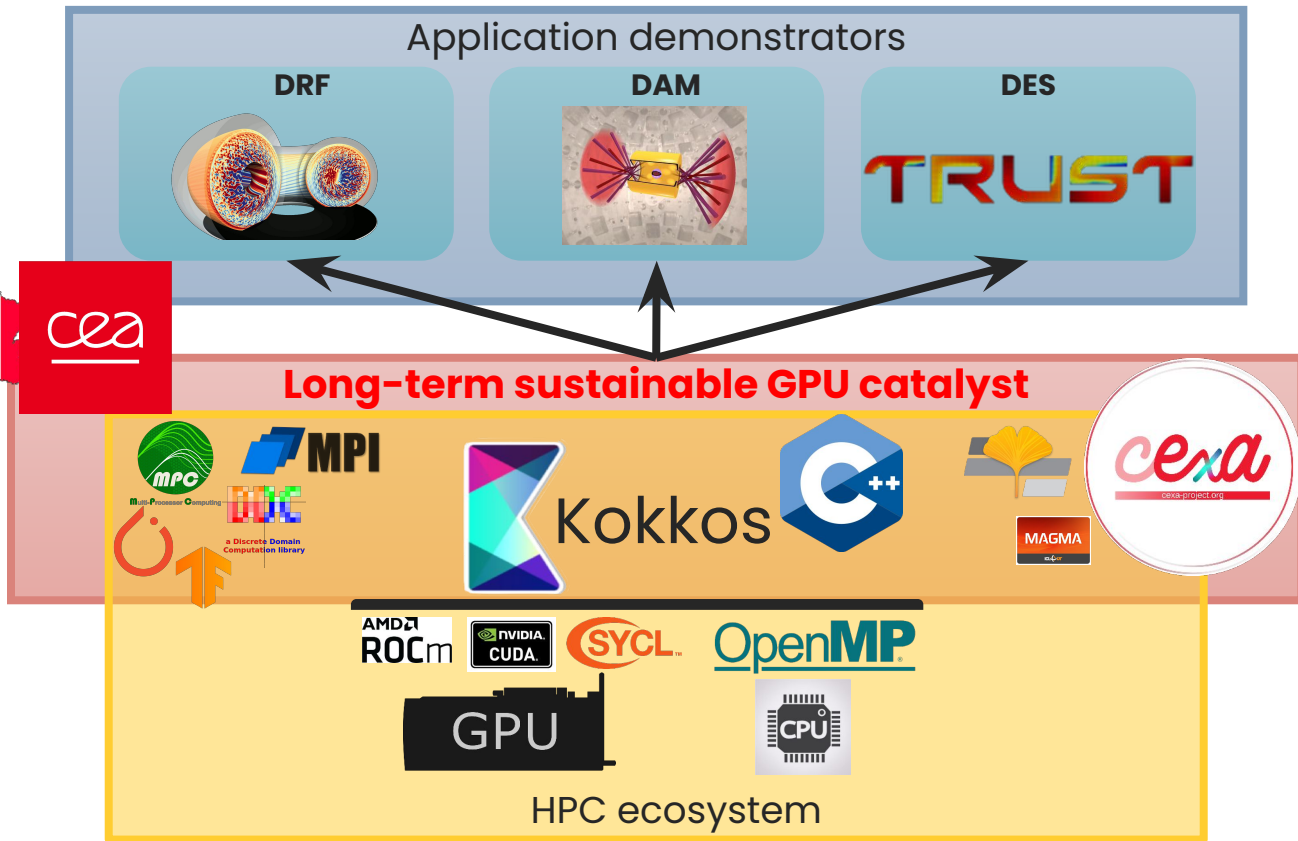 Application demonstrators
DRF
DAM
DES
TRUST
cea
Long-term sustainable GPU catalyst
MPC
Multi-Processor Computing
MPI
a Discrete Domain
Computation library
Kokkos
C++
MAGMA
cexa
cexa-project.org
AMD
ROCm
NVIDIA.
CUDA.
SYCL™
OpenMP®
GPU
CPU
HPC ecosystem